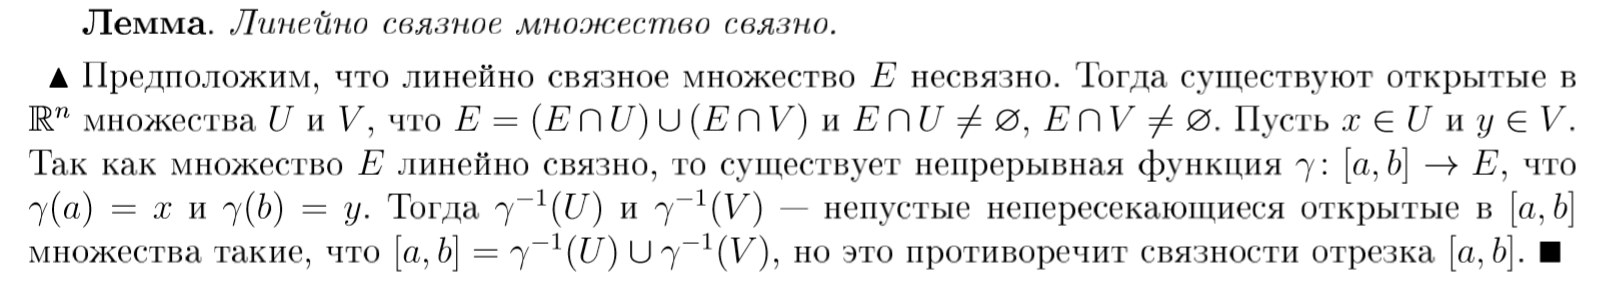 Лемма. Линейно связное множество связно.
▲ Предположим, что линейно связное множество E несвязно. Тогда существуют открытые в
ℝⁿ множества U и V, что E = (E ∩ U) ∪ (E ∩ V) и E ∩ U ≠ ∅, E ∩ V ≠ ∅. Пусть x ∈ U и y ∈ V.
Так как множество E линейно связно, то существует непрерывная функция γ: [a, b] → E, что
γ(a) = x и γ(b) = y. Тогда γ⁻¹(U) и γ⁻¹(V) — непустые непересекающиеся открытые в [a, b]
множества такие, что [a, b] = γ⁻¹(U) ∪ γ⁻¹(V), но это противоречит связности отрезка [a, b]. ■